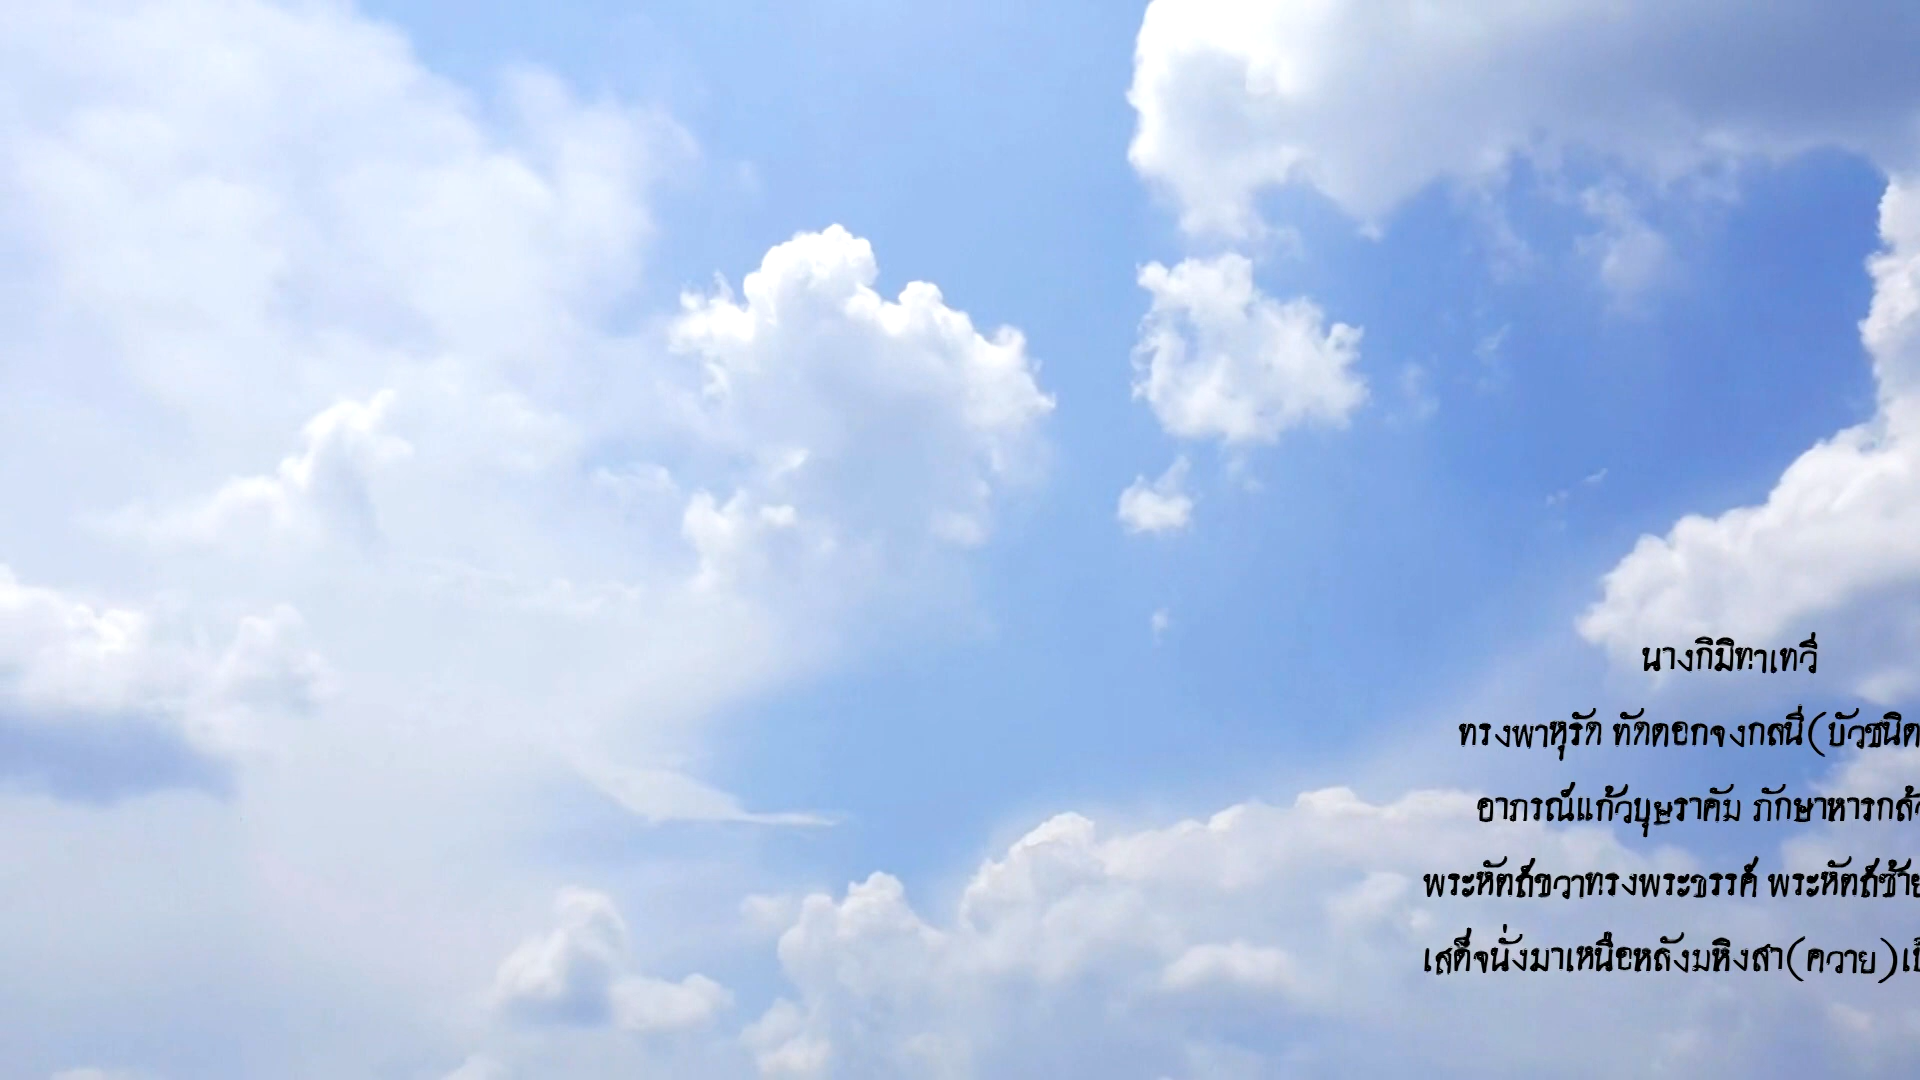 นางกิมิทาเทวี
ทรงพาหุรัด ทัดดอกจงกลนี(บัวชนิด
อาภรณ์แก้วบุษราคัม ภักษาหารกล้ว
พระหัตถ์ขวาทรงพระขรรค์ พระหัตถ์ซ้าย
เสด็จนั่งมาเหนือหลังมหิงสา(ควาย)เป็